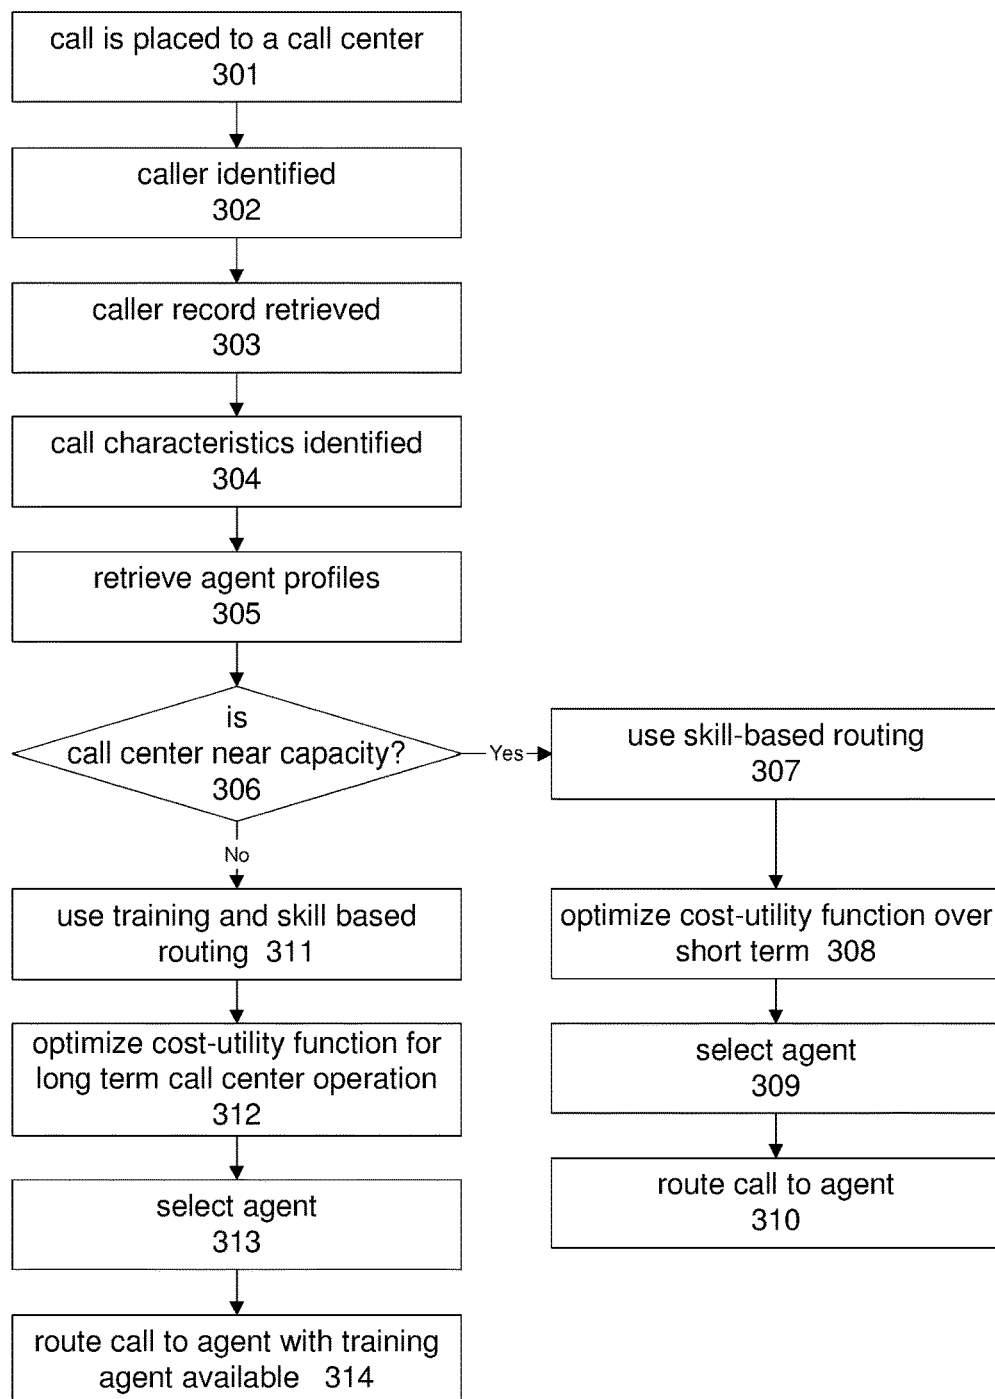 call is placed to a call center
301
caller identified
302
caller record retrieved
303
call characteristics identified
304
retrieve agent profiles
305
is
call center near capacity?
306
Yes
use skill-based routing
307
No
optimize cost-utility function over
short term 308
select agent
309
route call to agent
310
use training and skill based
routing 311
optimize cost-utility function for
long term call center operation
312
select agent
313
route call to agent with training
agent available 314